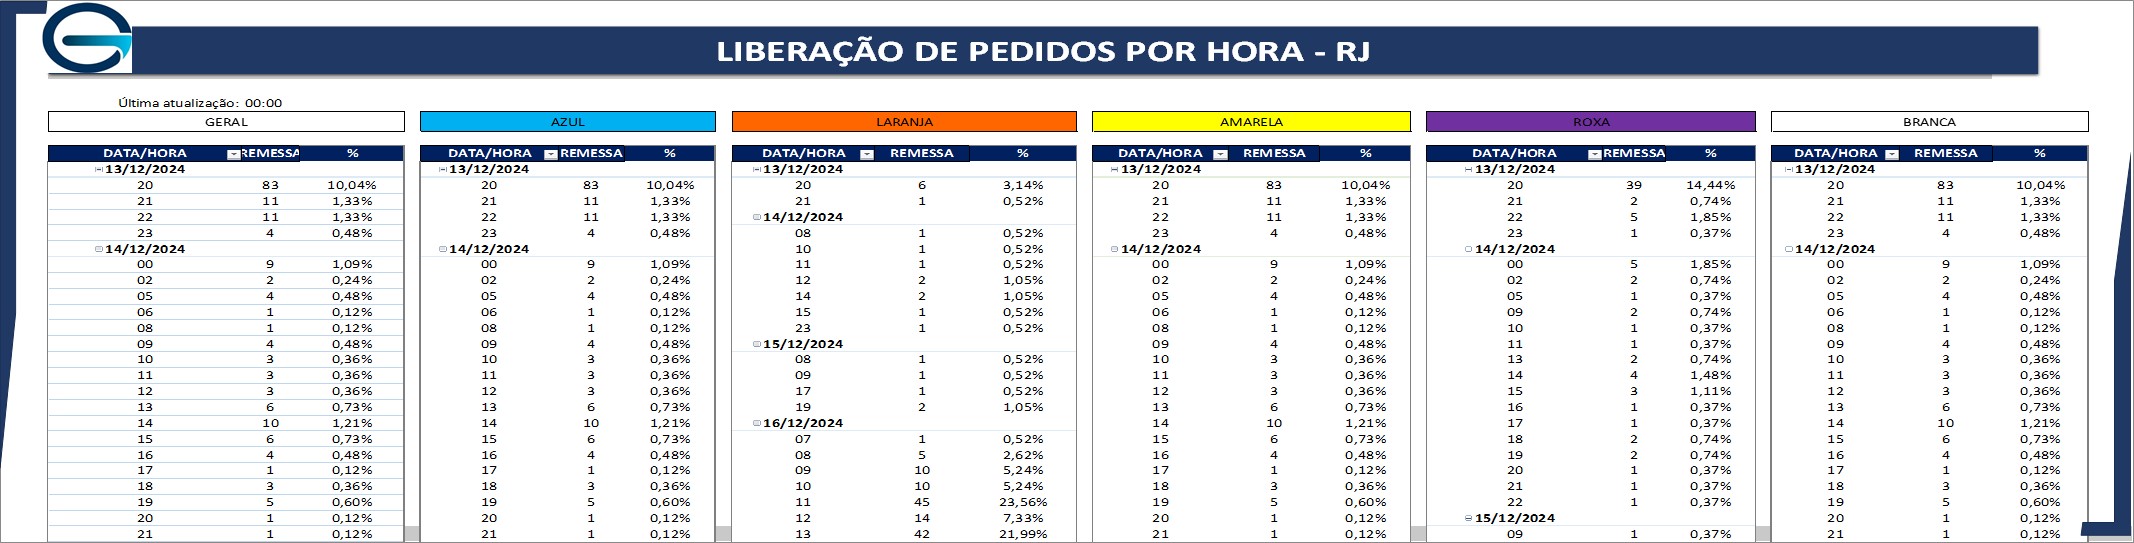 LIBERAÇÃO DE PEDIDOS POR HORA - RJ
Última atualização: 00:00
GERAL AZUL LARANJA AMARELA ROXA BRANCA
DATA/HORA REMESSA % DATA/HORA REMESSA % DATA/HORA REMESSA % DATA/HORA REMESSA % DATA/HORA REMESSA % DATA/HORA REMESSA %
13/12/2024 13/12/2024 13/12/2024 13/12/2024 13/12/2024 13/12/2024
20 83 10,04% 20 83 10,04% 20 6 3,14% 20 83 10,04% 20 39 14,44% 20 83 10,04%
21 11 1,33% 21 11 1,33% 21 1 0,52% 21 11 1,33% 21 2 0,74% 21 11 1,33%
22 11 1,33% 22 11 1,33% 14/12/2024 22 11 1,33% 22 5 1,85% 22 11 1,33%
23 4 0,48% 23 4 0,48% 08 1 0,52% 23 4 0,48% 23 1 0,37% 23 4 0,48%
14/12/2024 14/12/2024 10 1 0,52% 14/12/2024 14/12/2024 14/12/2024
00 9 1,09% 00 9 1,09% 11 1 0,52% 00 9 1,09% 00 5 1,85% 00 9 1,09%
02 2 0,24% 02 2 0,24% 12 2 1,05% 02 2 0,24% 02 2 0,74% 02 2 0,24%
05 4 0,48% 05 4 0,48% 14 2 1,05% 05 4 0,48% 05 1 0,37% 05 4 0,48%
06 1 0,12% 06 1 0,12% 15 1 0,52% 06 1 0,12% 09 2 0,74% 06 1 0,12%
08 1 0,12% 08 1 0,12% 23 1 0,52% 08 1 0,12% 10 1 0,37% 08 1 0,12%
09 4 0,48% 09 4 0,48% 15/12/2024 09 4 0,48% 11 1 0,37% 09 4 0,48%
10 3 0,36% 10 3 0,36% 08 1 0,52% 10 3 0,36% 13 2 0,74% 10 3 0,36%
11 3 0,36% 11 3 0,36% 09 1 0,52% 11 3 0,36% 14 4 1,48% 11 3 0,36%
12 3 0,36% 12 3 0,36% 17 1 0,52% 12 3 0,36% 15 3 1,11% 12 3 0,36%
13 6 0,73% 13 6 0,73% 19 2 1,05% 13 6 0,73% 16 1 0,37% 13 6 0,73%
14 10 1,21% 14 10 1,21% 16/12/2024 14 10 1,21% 17 1 0,37% 14 10 1,21%
15 6 0,73% 15 6 0,73% 07 1 0,52% 15 6 0,73% 18 2 0,74% 15 6 0,73%
16 4 0,48% 16 4 0,48% 08 5 2,62% 16 4 0,48% 19 2 0,74% 16 4 0,48%
17 1 0,12% 17 1 0,12% 09 10 5,24% 17 1 0,12% 20 1 0,37% 17 1 0,12%
18 3 0,36% 18 3 0,36% 10 10 5,24% 18 3 0,36% 21 1 0,37% 18 3 0,36%
19 5 0,60% 19 5 0,60% 11 45 23,56% 19 5 0,60% 22 1 0,37% 19 5 0,60%
20 1 0,12% 20 1 0,12% 12 14 7,33% 20 1 0,12% 15/12/2024 20 1 0,12%
21 1 0,12% 21 1 0,12% 13 42 21,99% 21 1 0,12% 09 1 0,37% 21 1 0,12%